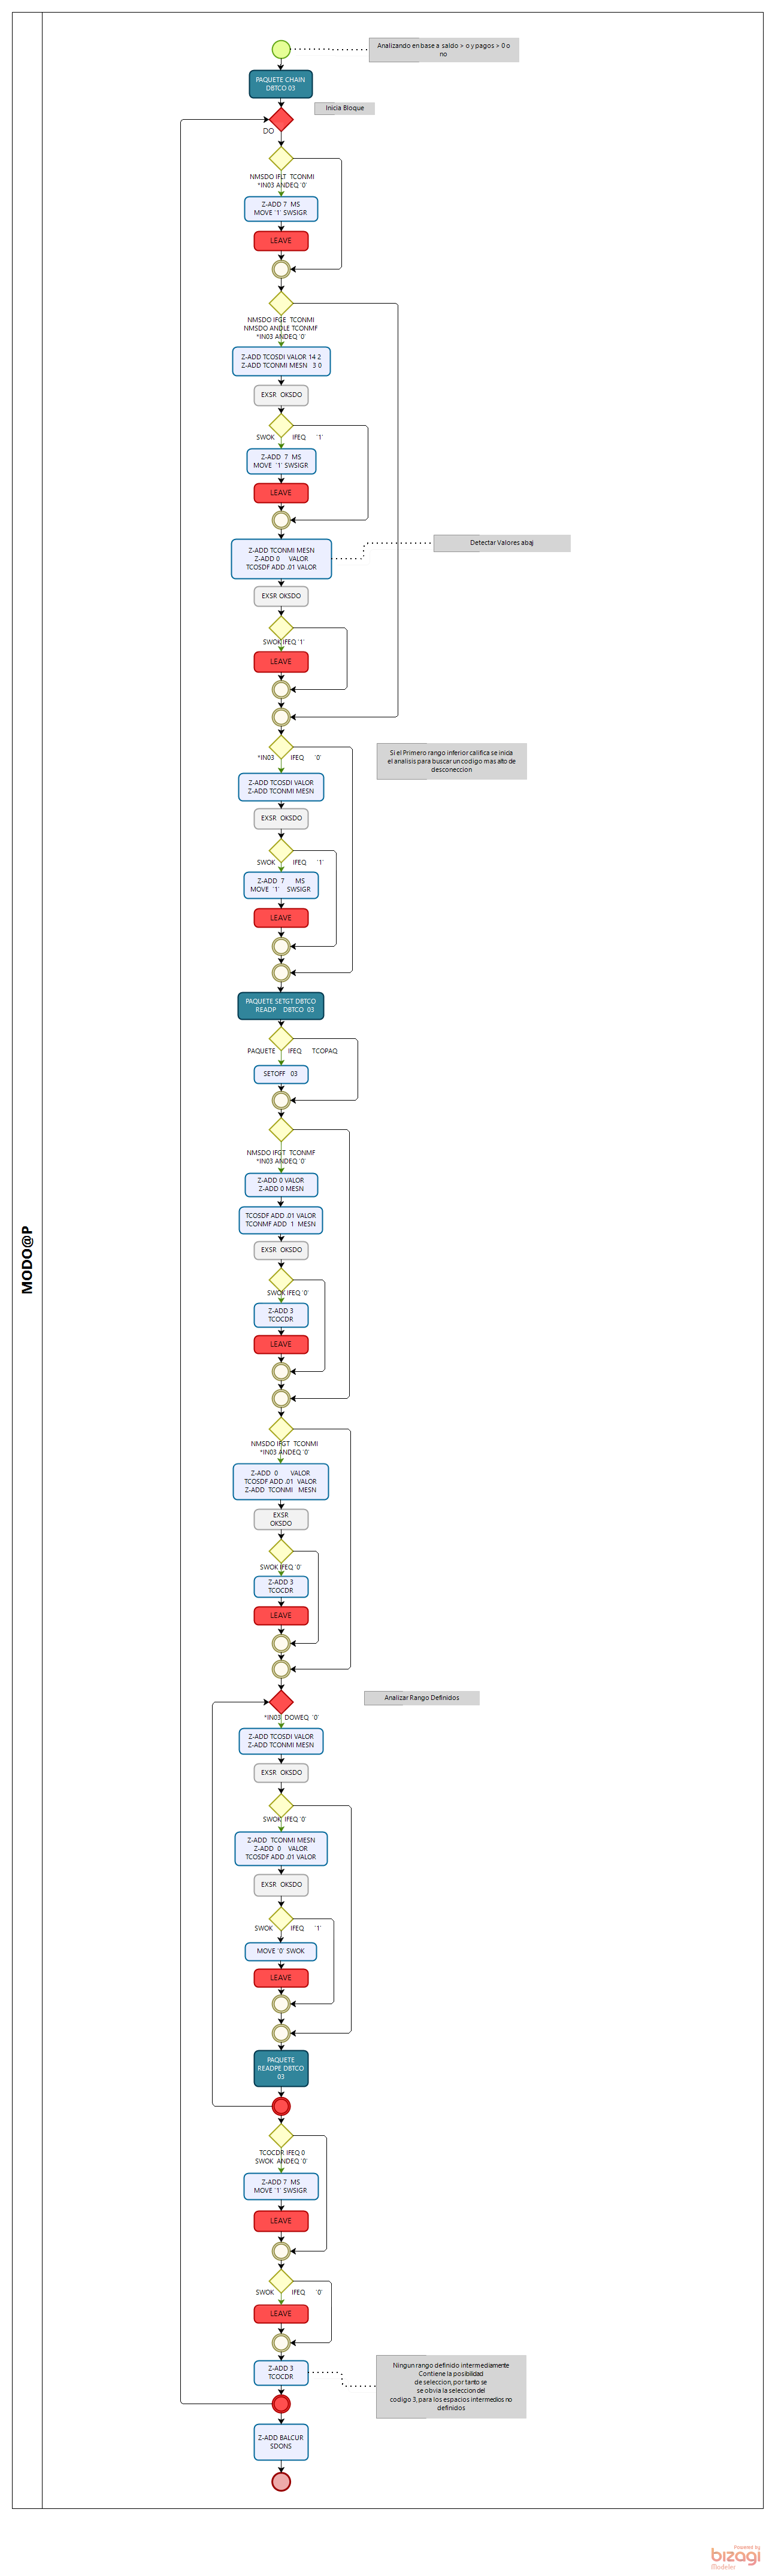 Analizando en base a saldo > o y pagos > 0 o
no
PAQUETE CHAIN
DBTCO 03
Inicia Bloque
DO
NMSDO IFLT TCONMI
*IN03 ANDEQ '0'
Z-ADD 7 MS
MOVE '1' SWSIGR
LEAVE
NMSDO IFGE TCONMI
NMSDO ANDLE TCONMF
*IN03 ANDEQ '0'
Z-ADD TCOSDI VALOR 14 2
Z-ADD TCONMI MESN 3 0
EXSR OKSDO
SWOK IFEQ '1'
Z-ADD 7 MS
MOVE '1' SWSIGR
LEAVE
Z-ADD TCONMI MESN
Z-ADD 0 VALOR
TCOSDF ADD .01 VALOR
Detectar Valores abaj
EXSR OKSDO
SWOK IFEQ '1'
LEAVE
*IN03 IFEQ '0'
Si el Primero rango inferior califica se inicia
el analisis para buscar un codigo mas alto de
desconeccion
Z-ADD TCOSDI VALOR
Z-ADD TCONMI MESN
EXSR OKSDO
SWOK IFEQ '1'
Z-ADD 7 MS
MOVE '1' SWSIGR
LEAVE
PAQUETE SETGT DBTCO
READP DBTCO 03
PAQUETE IFEQ TCOPAQ
SETOFF 03
NMSDO IFGT TCONMF
*IN03 ANDEQ '0'
Z-ADD 0 VALOR
Z-ADD 0 MESN
TCOSDF ADD .01 VALOR
TCONMF ADD 1 MESN
EXSR OKSDO
SWOK IFEQ '0'
Z-ADD 3
TCOCDR
LEAVE
NMSDO IFGT TCONMI
*IN03 ANDEQ '0'
Z-ADD 0 VALOR
TCOSDF ADD .01 VALOR
Z-ADD TCONMI MESN
EXSR
OKSDO
SWOK IFEQ '0'
Z-ADD 3
TCOCDR
LEAVE
Analizar Rango Definidos
*IN03 DOWEQ '0'
Z-ADD TCOSDI VALOR
Z-ADD TCONMI MESN
EXSR OKSDO
SWOK IFEQ '0'
Z-ADD TCONMI MESN
Z-ADD 0 VALOR
TCOSDF ADD .01 VALOR
EXSR OKSDO
SWOK IFEQ '1'
MOVE '0' SWOK
LEAVE
PAQUETE
READPE DBTCO
03
TCOCDR IFEQ 0
SWOK ANDEQ '0'
Z-ADD 7 MS
MOVE '1' SWSIGR
LEAVE
SWOK IFEQ '0'
LEAVE
Z-ADD 3
TCOCDR
Ningun rango definido intermediamente
Contiene la posibilidad
de seleccion, por tanto se
se obvia la seleccion del
codigo 3, para los espacios intermedios no
definidos
Z-ADD BALCUR
SDONS
MODO@P
Powered by
bizagi
Modeler